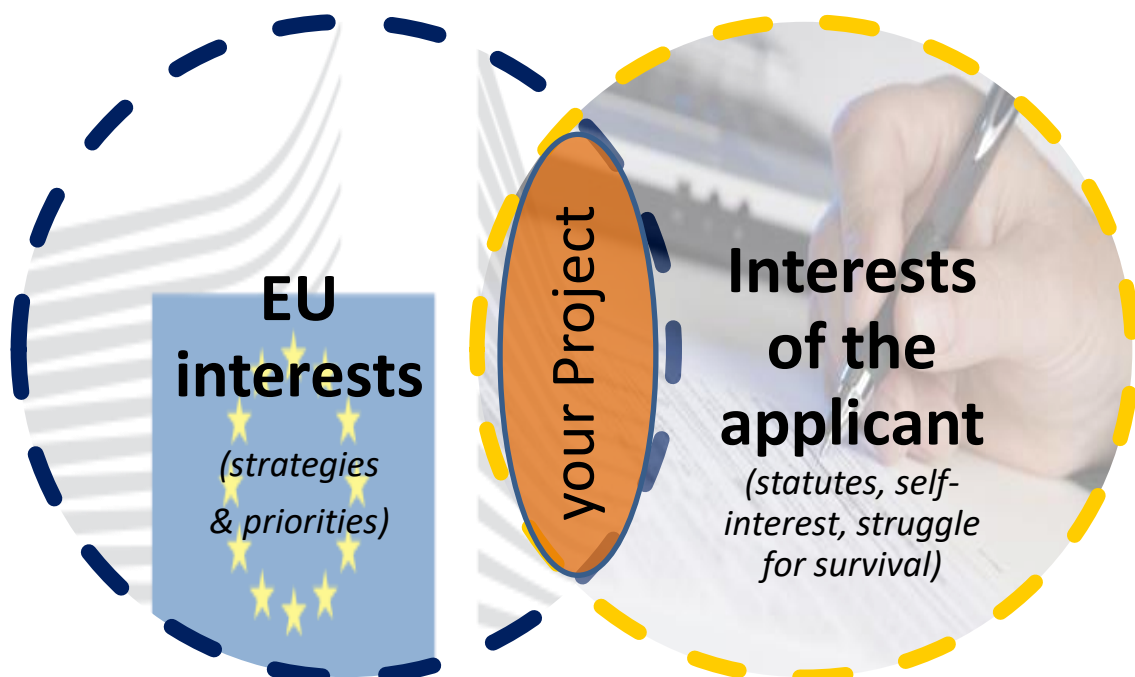 EU
interests
(strategies
& priorities)
your Project
Interests
of the
applicant
(statutes, self-
interest, struggle
for survival)